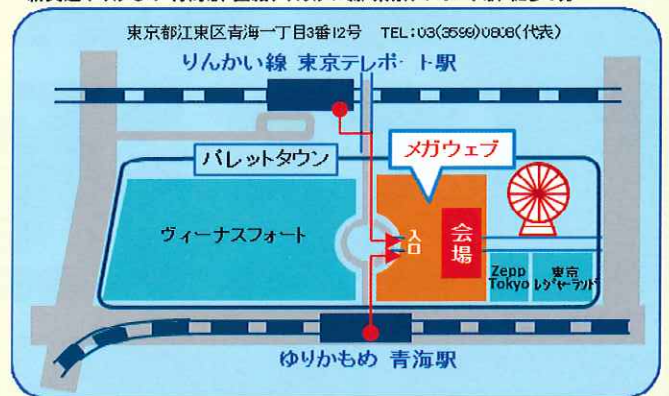 東京都江東区青海一丁目3番12号 TEL:03(3599)0808(代表)
りんかい線 東京テレポート駅
パレットタウン
メガウェブ
ヴィーナスフォート
入口
会場
Zepp Tokyo
東京レジャーランド
ゆりかもめ 青海駅